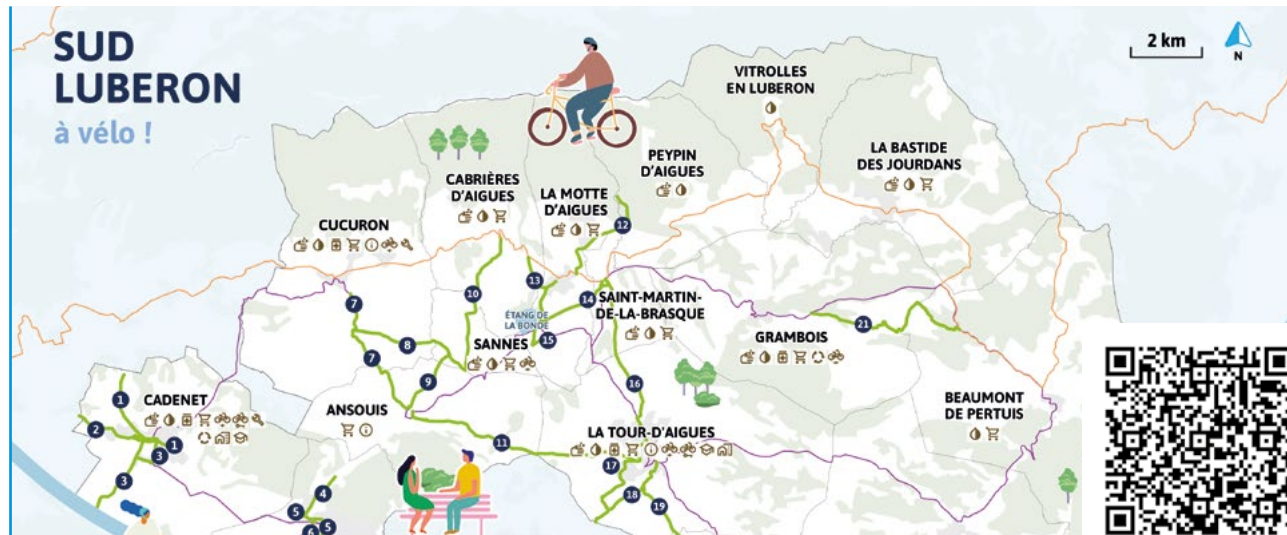 SUD
LUBERON
à vélo !
2 km
N
VITROLLES
EN LUBERON
LA BASTIDE
DES JOURDANS
PEYPIN
D'AIGUES
CABRIÈRES
D'AIGUES
LA MOTTE
D'AIGUES
CUCURON
12
13
7
10
14
SAINT-MARTIN-
DE-LA-BRASQUE
ÉTANG DE
LA BONDE
15
GRAMBOIS
21
8
SANNES
7
9
16
1
CADENET
ANSOUIS
BEAUMONT
DE PERTUIS
2
1
3
11
LA TOUR-D'AIGUES
17
3
4
18
19
5
5
6